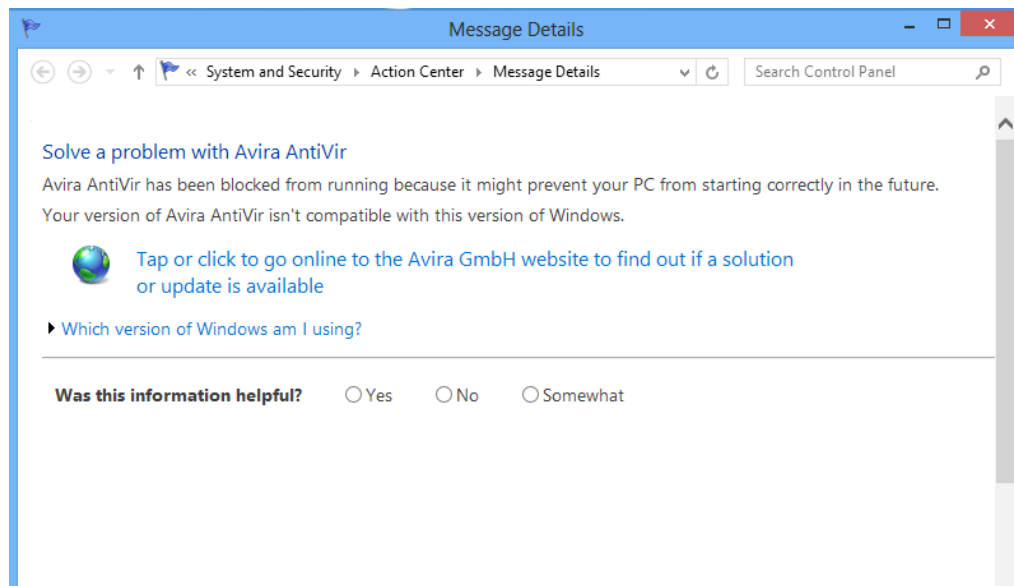 Message Details
« System and Security ▸ Action Center ▸ Message Details
Search Control Panel
Solve a problem with Avira AntiVir
Avira AntiVir has been blocked from running because it might prevent your PC from starting correctly in the future.
Your version of Avira AntiVir isn't compatible with this version of Windows.
Tap or click to go online to the Avira GmbH website to find out if a solution
or update is available
Which version of Windows am I using?
Was this information helpful? Yes No Somewhat